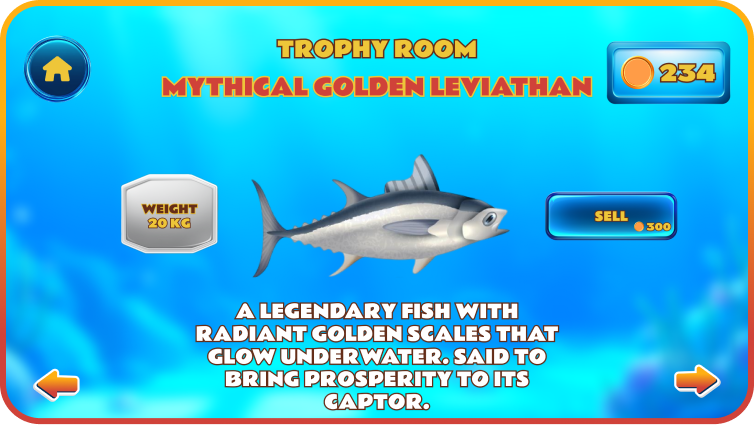 TROPHY ROOM
MYTHICAL GOLDEN LEVIATHAN
234
WEIGHT
20 KG
SELL
300
A LEGENDARY FISH WITH
RADIANT GOLDEN SCALES THAT
GLOW UNDERWATER. SAID TO
BRING PROSPERITY TO ITS
CAPTOR.